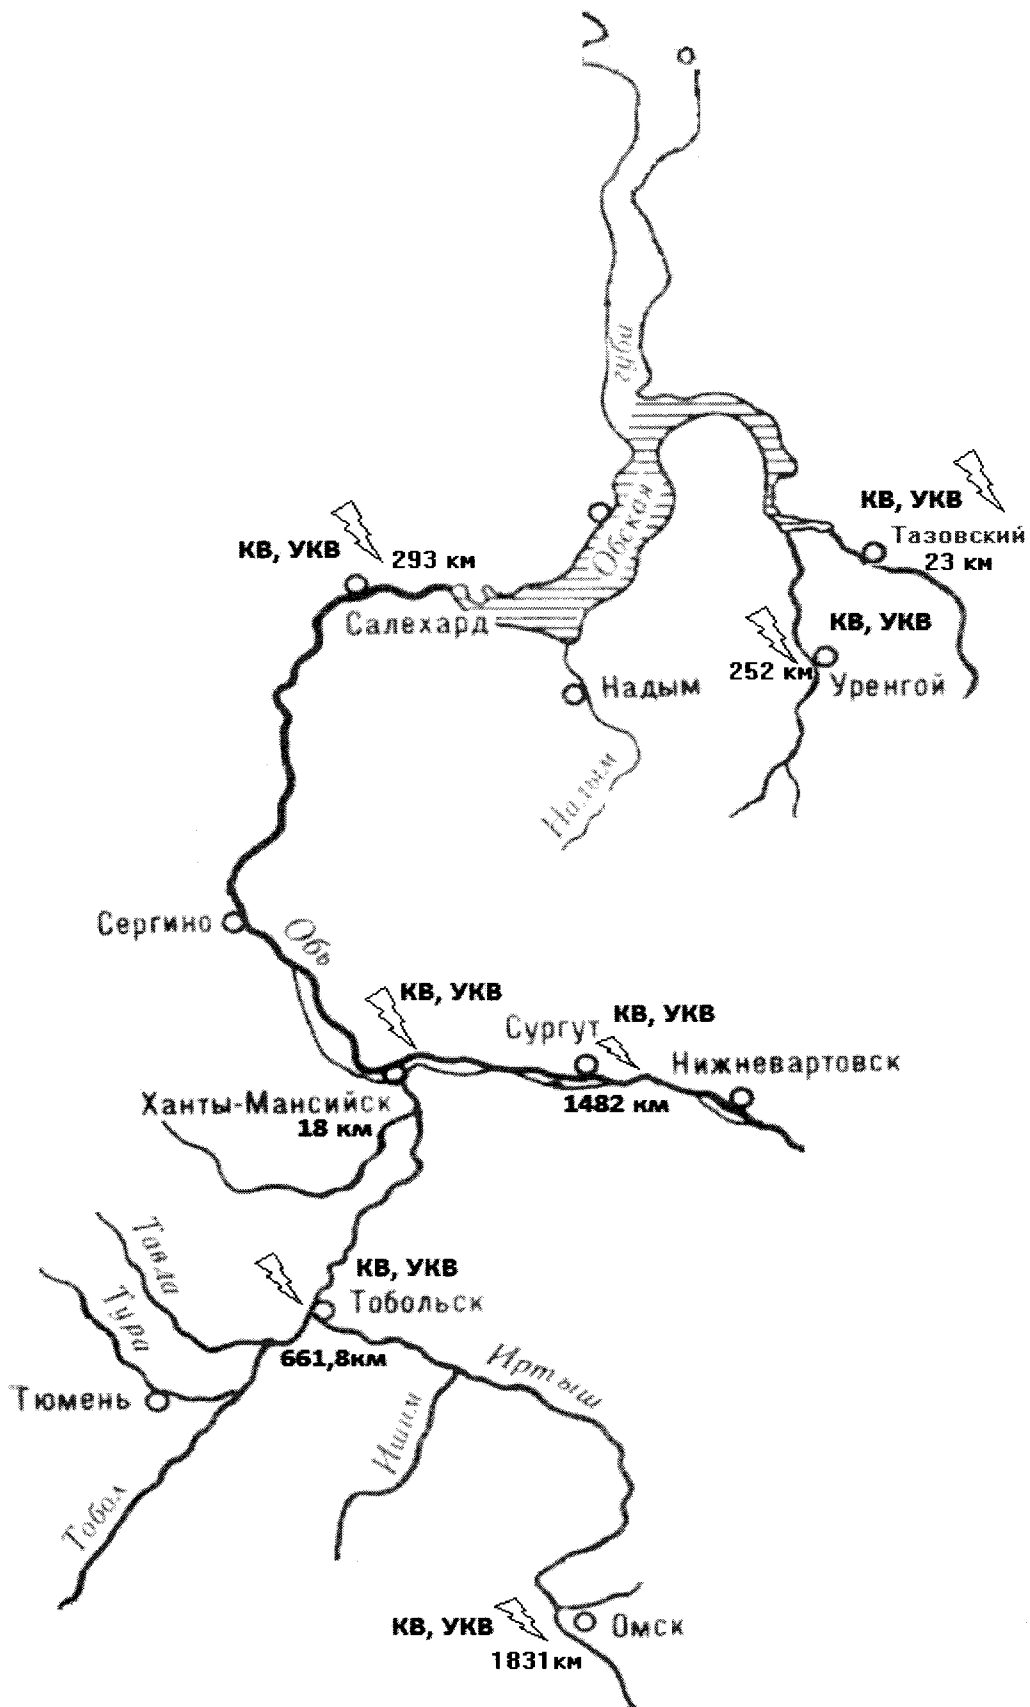 губа
Обская
КВ, УКВ
Тазовский
23 км
КВ, УКВ
293 км
Салехард
КВ, УКВ
252 км
Уренгой
Надым
Надым
Сергино
Обь
КВ, УКВ
Сургут
КВ, УКВ
Нижневартовск
1482 км
Ханты-Мансийск
18 км
Тавда
Тура
КВ, УКВ
Тобольск
661,8км
Иртыш
Тюмень
Ишим
Тобол
КВ, УКВ
Омск
1831км